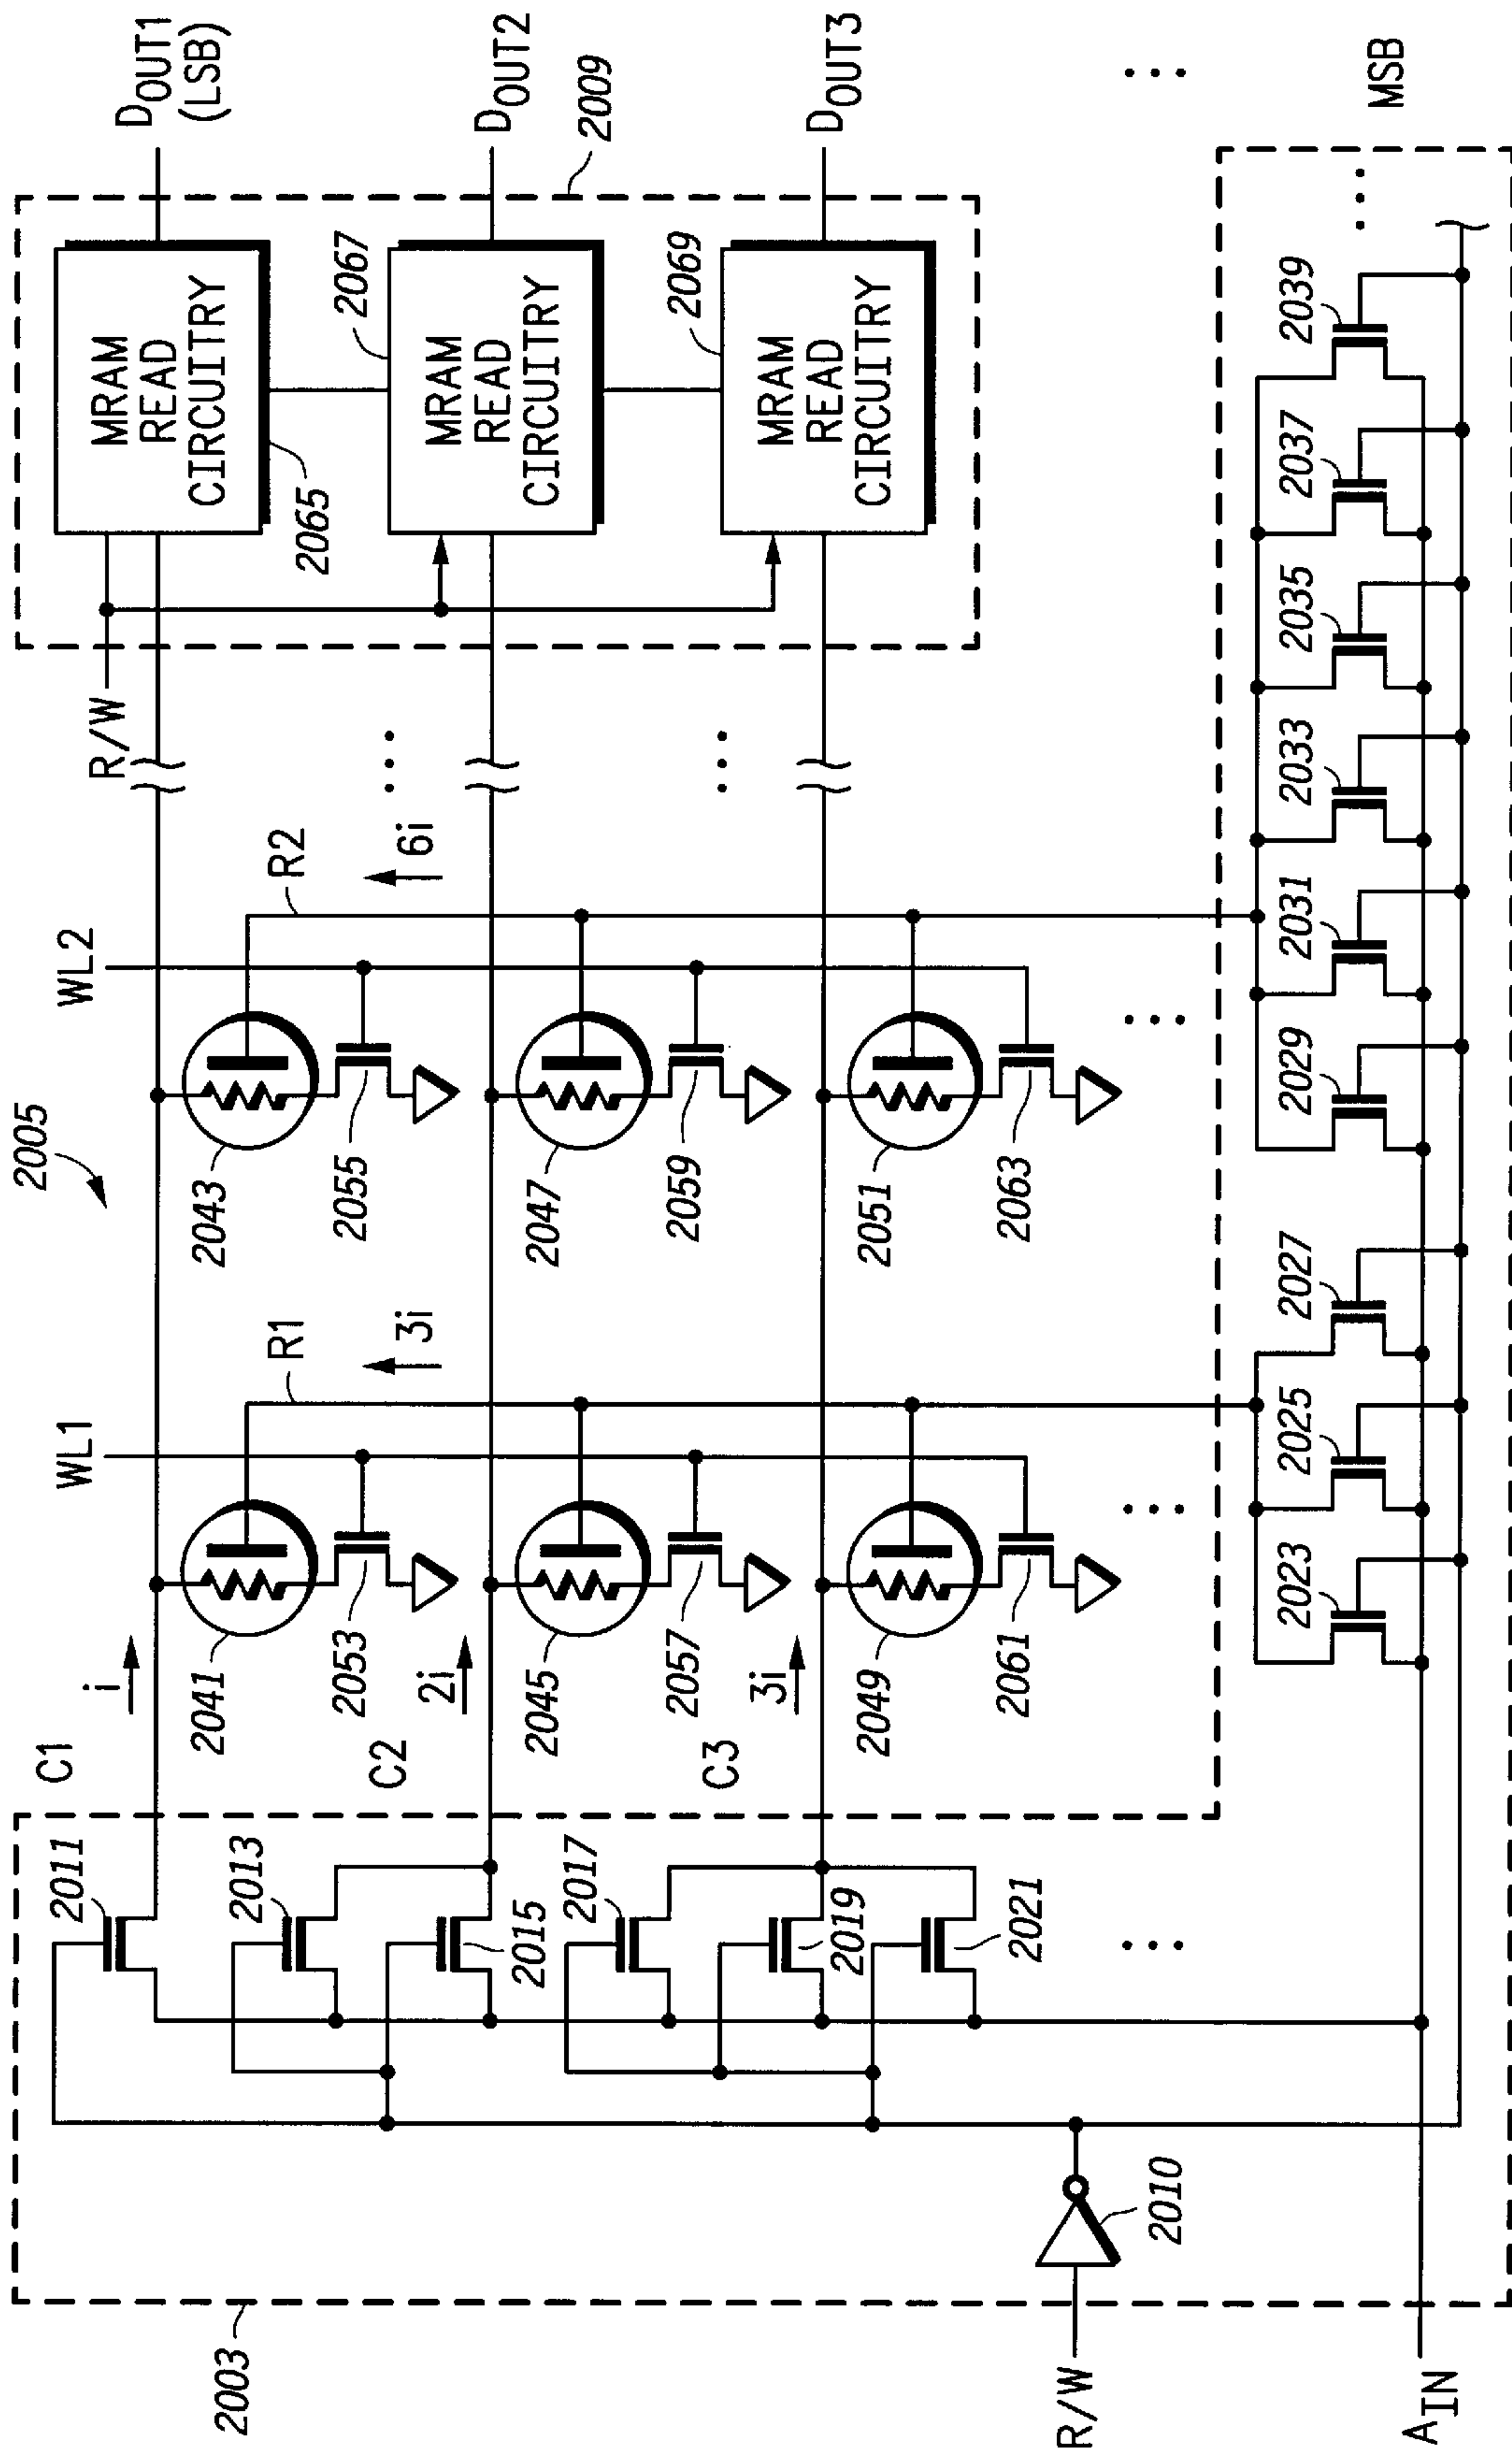 2003
R/W
A_IN
2010
2011
2013
2015
2017
2019
2021
...
C1
C2
C3
i
2i
3i
2041
2053
2045
2057
2049
2061
...
WL1
R1
3i
2005
2043
2055
2047
2059
2051
2063
...
WL2
R2
6i
...
...
R/W
MRAM
READ
CIRCUITRY
2065
MRAM
READ
CIRCUITRY
2067
MRAM
READ
CIRCUITRY
2069
2009
D_OUT1
(LSB)
D_OUT2
D_OUT3
...
MSB
2023
2025
2027
2029
2031
2033
2035
2037
2039
...